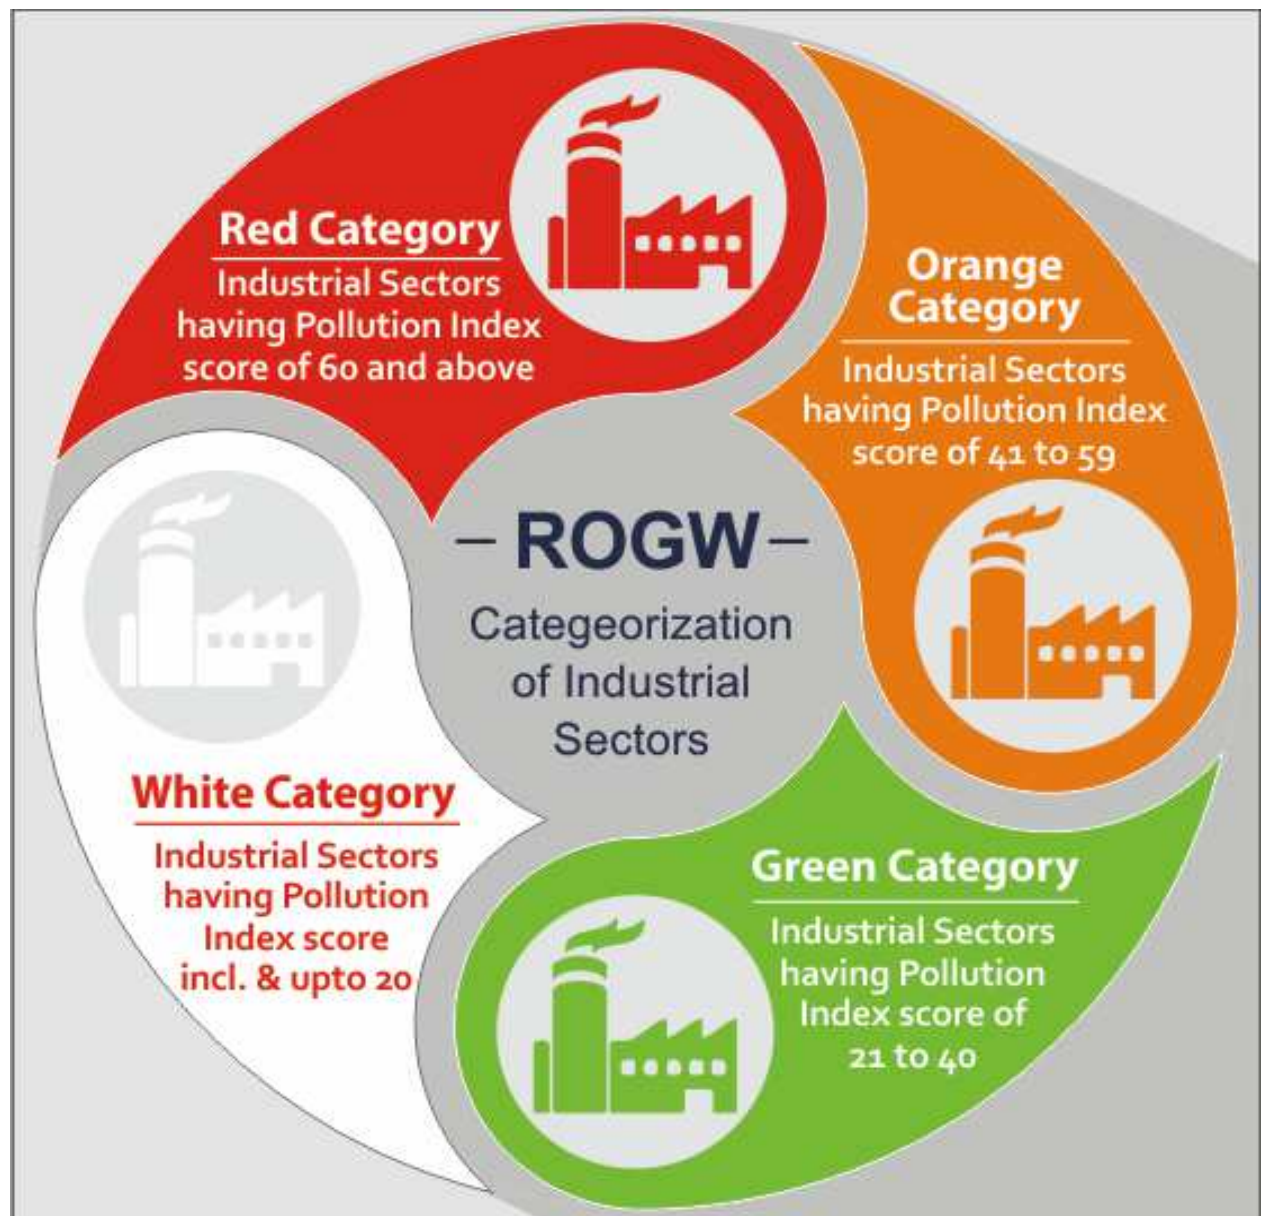 Red Category
Industrial Sectors
having Pollution Index
score of 60 and above
Orange
Category
Industrial Sectors
having Pollution Index
score of 41 to 59
– ROGW –
Categeorization
of Industrial
Sectors
White Category
Industrial Sectors
having Pollution
Index score
incl. & upto 20
Green Category
Industrial Sectors
having Pollution
Index score of
21 to 40